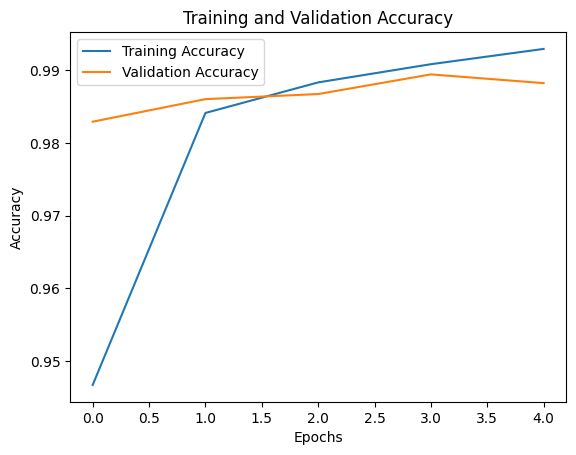 Training and Validation Accuracy
Training Accuracy
Validation Accuracy
0.99
0.98
0.97
0.96
0.95
Accuracy
0.0 0.5 1.0 1.5 2.0 2.5 3.0 3.5 4.0
Epochs